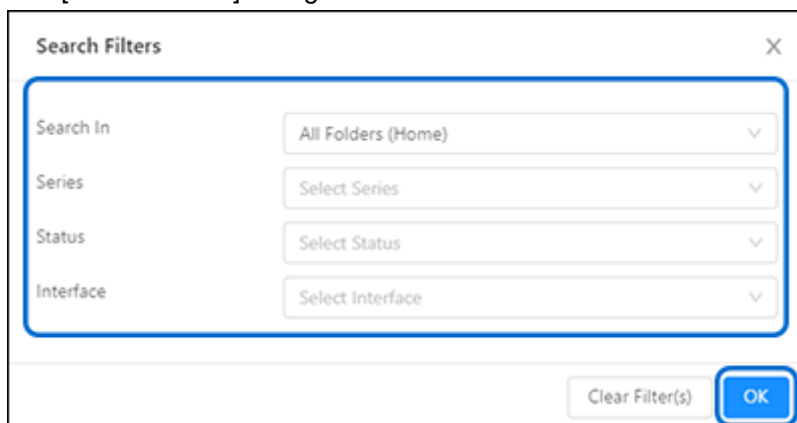 Search Filters
Search In All Folders (Home)
Series Select Series
Status Select Status
Interface Select Interface
Clear Filter(s) OK